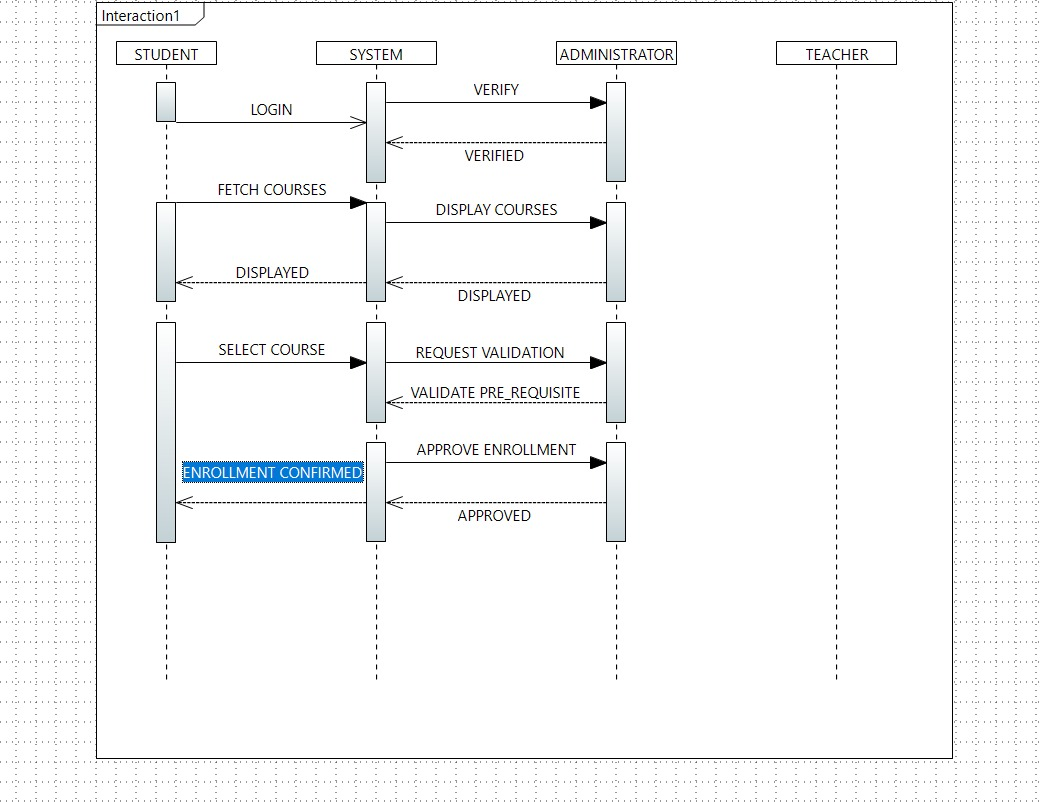 Interaction1
STUDENT
SYSTEM
ADMINISTRATOR
TEACHER
VERIFY
LOGIN
VERIFIED
FETCH COURSES
DISPLAY COURSES
DISPLAYED
DISPLAYED
SELECT COURSE
REQUEST VALIDATION
VALIDATE PRE_REQUISITE
APPROVE ENROLLMENT
ENROLLMENT CONFIRMED
APPROVED